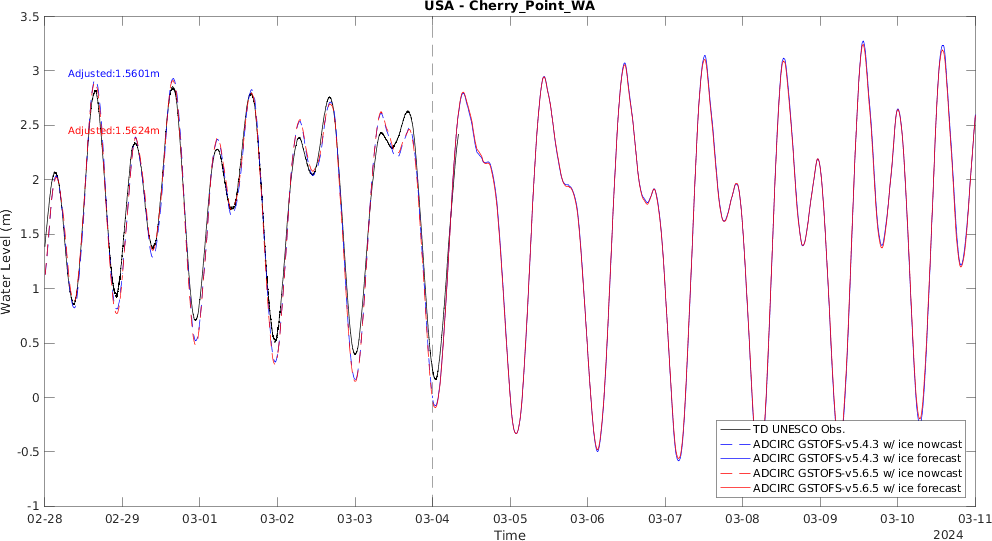 USA - Cherry_Point_WA
3.5
3
2.5
2
1.5
1
0.5
0
-0.5
-1
Water Level (m)
Adjusted:1.5601m
Adjusted:1.5624m
TD UNESCO Obs.
ADCIRC GSTOFS-v5.4.3 w/ ice nowcast
ADCIRC GSTOFS-v5.4.3 w/ ice forecast
ADCIRC GSTOFS-v5.6.5 w/ ice nowcast
ADCIRC GSTOFS-v5.6.5 w/ ice forecast
02-28 02-29 03-01 03-02 03-03 03-04 03-05 03-06 03-07 03-08 03-09 03-10 03-11
Time
2024